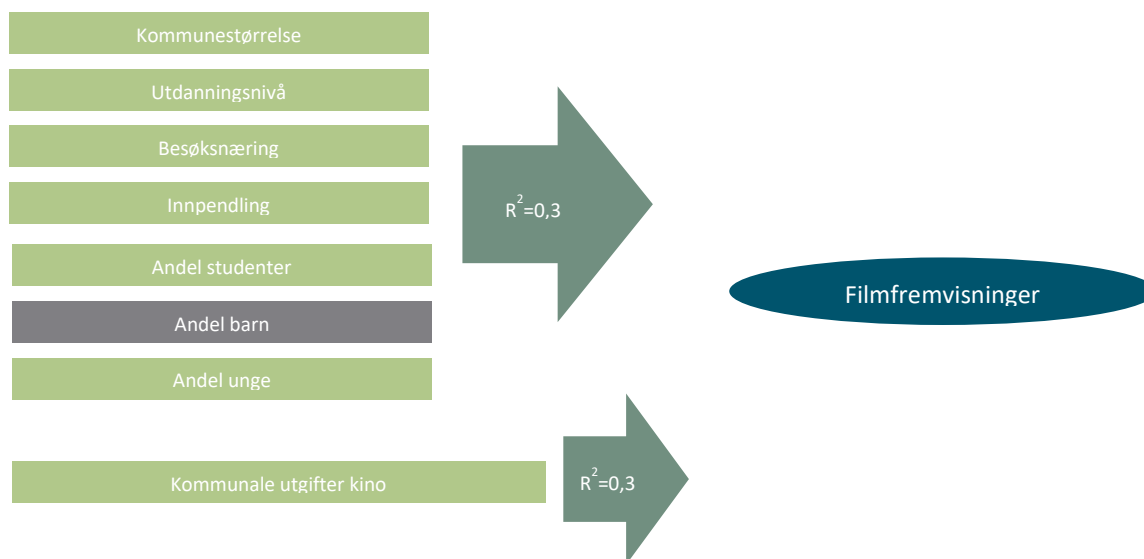 Kommunestørrelse
Utdanningsnivå
Besøksnæring
Innpendling
R²=0,3
Andel studenter
Filmfremvisninger
Andel barn
Andel unge
Kommunale utgifter kino
R²=0,3